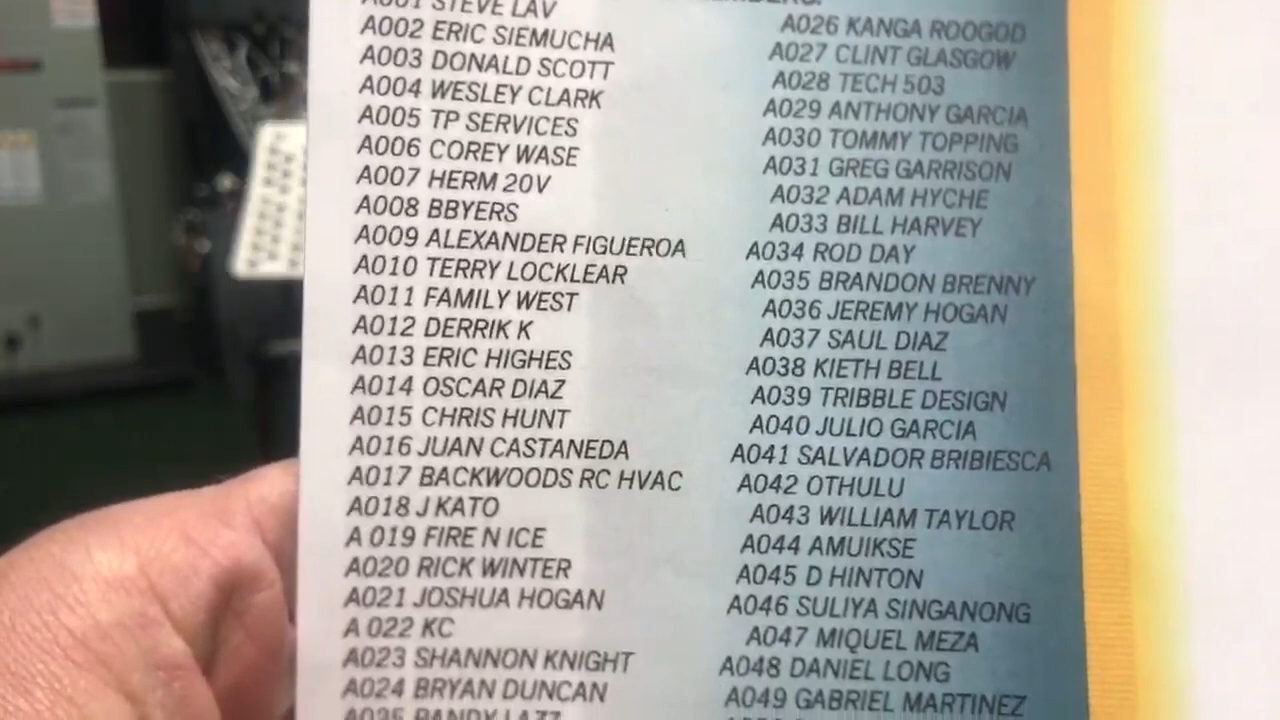 A001 STEVE LAV
A002 ERIC SIEMUCHA
A003 DONALD SCOTT
A004 WESLEY CLARK
A005 TP SERVICES
A006 COREY WASE
A007 HERM 20V
A008 BBYERS
A009 ALEXANDER FIGUEROA
A010 TERRY LOCKLEAR
A011 FAMILY WEST
A012 DERRIK K
A013 ERIC HIGHES
A014 OSCAR DIAZ
A015 CHRIS HUNT
A016 JUAN CASTANEDA
A017 BACKWOODS RC HVAC
A018 J KATO
A 019 FIRE N ICE
A020 RICK WINTER
A021 JOSHUA HOGAN
A 022 KC
A023 SHANNON KNIGHT
A024 BRYAN DUNCAN
A026 KANGA ROOGOD
A027 CLINT GLASGOW
A028 TECH 503
A029 ANTHONY GARCIA
A030 TOMMY TOPPING
A031 GREG GARRISON
A032 ADAM HYCHE
A033 BILL HARVEY
A034 ROD DAY
A035 BRANDON BRENNY
A036 JEREMY HOGAN
A037 SAUL DIAZ
A038 KIETH BELL
A039 TRIBBLE DESIGN
A040 JULIO GARCIA
A041 SALVADOR BRIBIESCA
A042 OTHULU
A043 WILLIAM TAYLOR
A044 AMUIKSE
A045 D HINTON
A046 SULIYA SINGANONG
A047 MIQUEL MEZA
A048 DANIEL LONG
A049 GABRIEL MARTINEZ